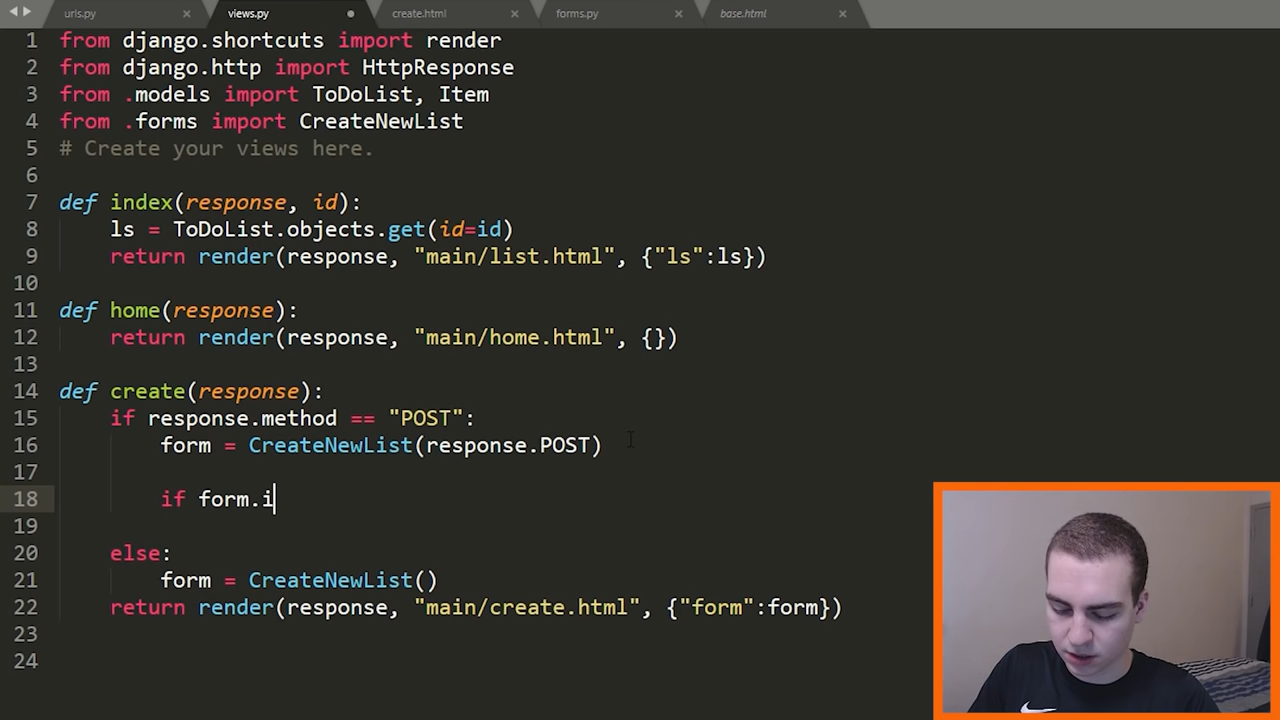 urls.py × views.py create.html × forms.py × base.html ×
1 from django.shortcuts import render
2 from django.http import HttpResponse
3 from .models import ToDoList, Item
4 from .forms import CreateNewList
5 # Create your views here.
6
7 def index(response, id):
8 ls = ToDoList.objects.get(id=id)
9 return render(response, "main/list.html", {"ls":ls})
10
11 def home(response):
12 return render(response, "main/home.html", {})
13
14 def create(response):
15 if response.method == "POST":
16 form = CreateNewList(response.POST)
17
18 if form.i
19
20 else:
21 form = CreateNewList()
22 return render(response, "main/create.html", {"form":form})
23
24